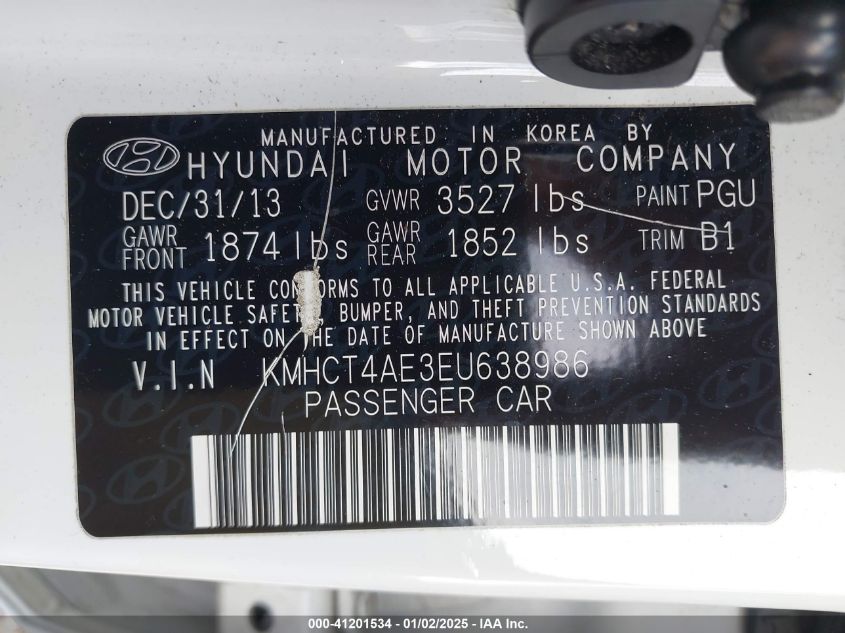 MANUFACTURED IN KOREA BY
HYUNDAI MOTOR COMPANY
DEC/31/13 GVWR 3527 lbs PAINT PGU
GAWR FRONT 1874 lbs GAWR REAR 1852 lbs TRIM B1
THIS VEHICLE CONFORMS TO ALL APPLICABLE U.S.A. FEDERAL
MOTOR VEHICLE SAFETY, BUMPER, AND THEFT PREVENTION STANDARDS
IN EFFECT ON THE DATE OF MANUFACTURE SHOWN ABOVE
V.I.N KMHCT4AE3EU638986
PASSENGER CAR
000-41201534 - 01/02/2025 - IAA Inc.